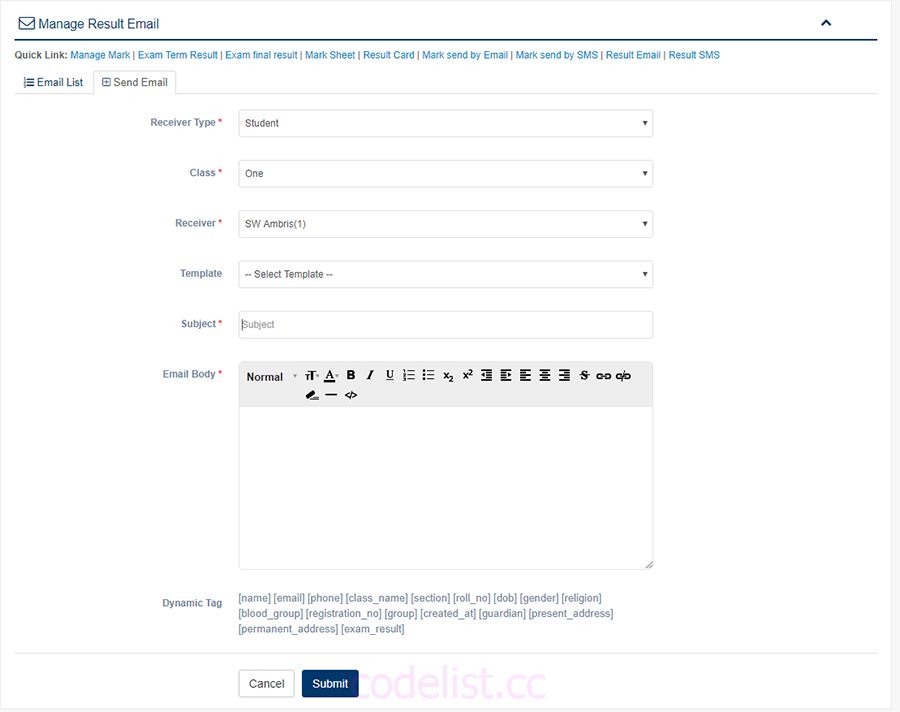 Manage Result Email
Quick Link: Manage Mark | Exam Term Result | Exam final result | Mark Sheet | Result Card | Mark send by Email | Mark send by SMS | Result Email | Result SMS
Email List Send Email
Receiver Type * Student
Class * One
Receiver * SW Ambris(1)
Template -- Select Template --
Subject * Subject
Email Body * Normal
Dynamic Tag [name] [email] [phone] [class_name] [section] [roll_no] [dob] [gender] [religion]
[blood_group] [registration_no] [group] [created_at] [guardian] [present_address]
[permanent_address] [exam_result]
Cancel Submit codelist.cc